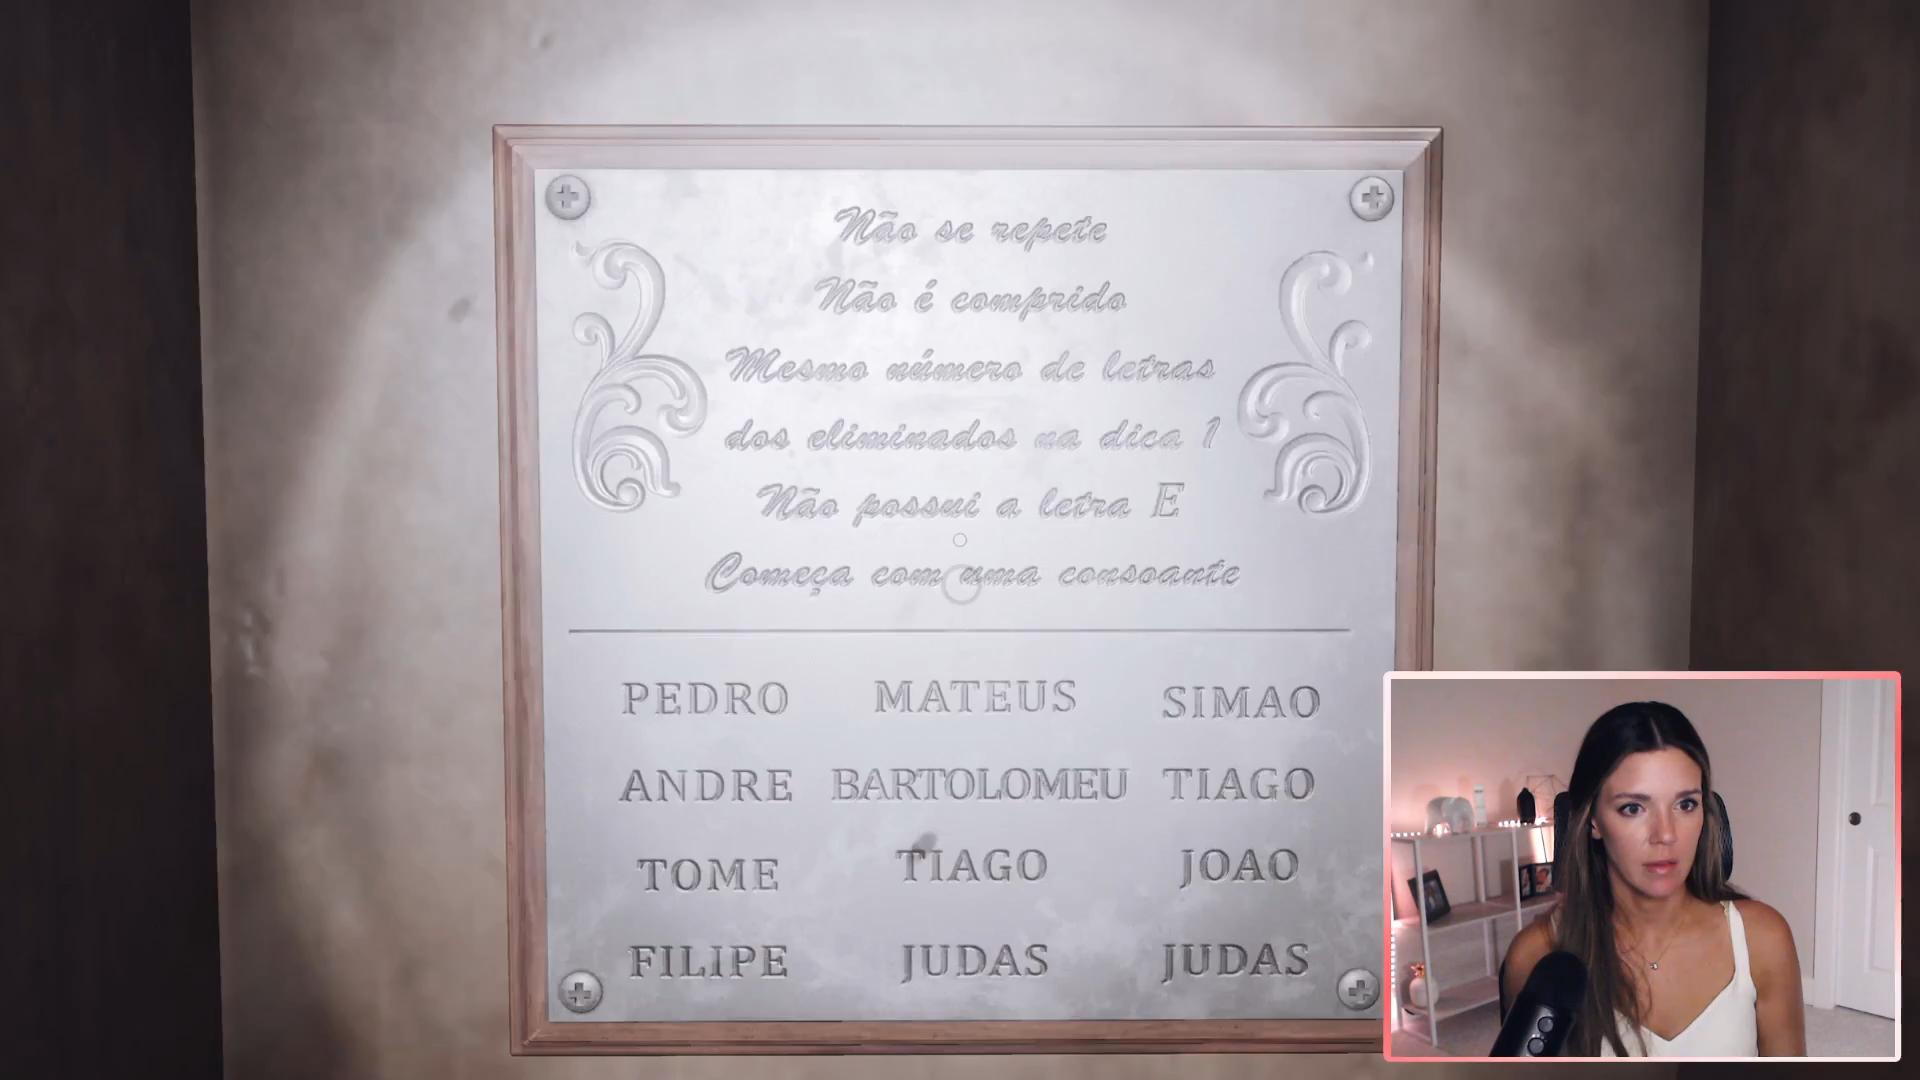 Não se repete
Não é comprido
Mesmo número de letras
dos eliminados na dica 1
Não possui a letra E
Começa com uma consoante
PEDRO MATEUS SIMAO
ANDRE BARTOLOMEU TIAGO
TOME TIAGO JOAO
FILIPE JUDAS JUDAS